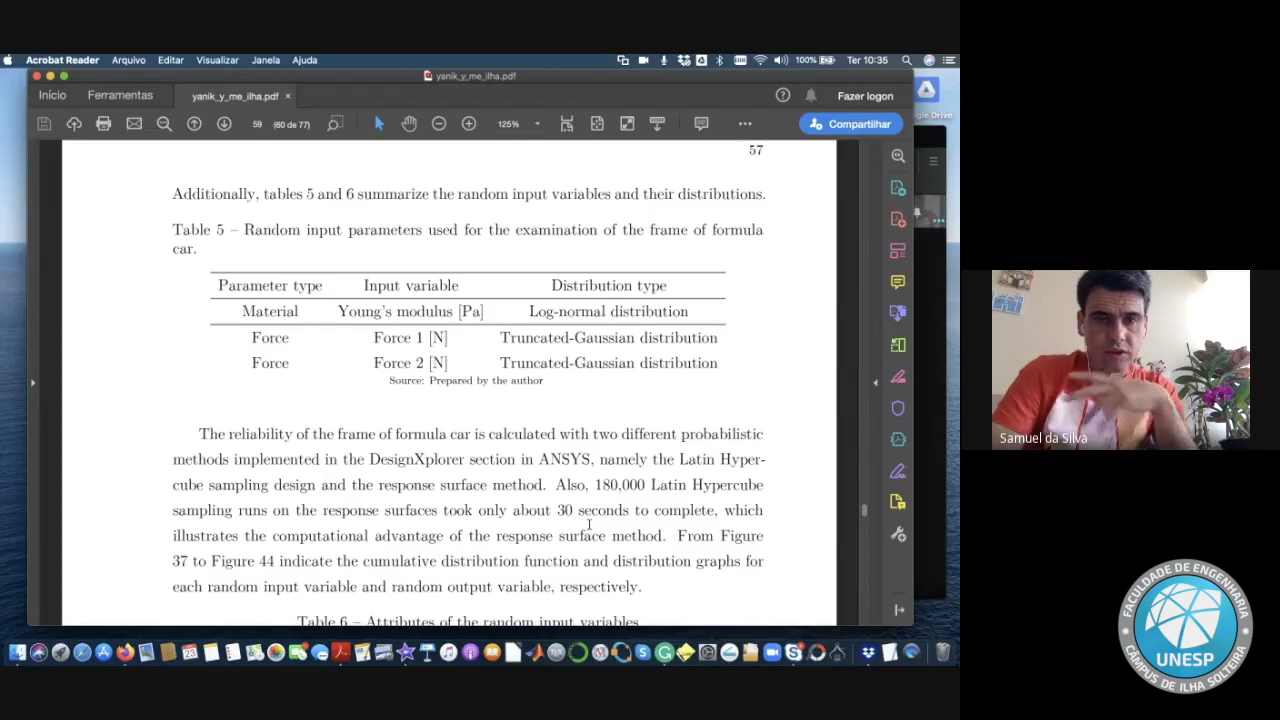 Acrobat Reader Arquivo Editar Visualizar Janela Ajuda 100% Ter 10:35
yanik_y_me_ilha.pdf
Início Ferramentas yanik_y_me_ilha.pdf × Fazer logon
59 (60 de 77) 125% Compartilhar
57
Additionally, tables 5 and 6 summarize the random input variables and their distributions.
Table 5 – Random input parameters used for the examination of the frame of formula
car.
Parameter type Input variable Distribution type
Material Young's modulus [Pa] Log-normal distribution
Force Force 1 [N] Truncated-Gaussian distribution
Force Force 2 [N] Truncated-Gaussian distribution
Source: Prepared by the author
The reliability of the frame of formula car is calculated with two different probabilistic
methods implemented in the DesignXplorer section in ANSYS, namely the Latin Hyper-
cube sampling design and the response surface method. Also, 180,000 Latin Hypercube
sampling runs on the response surfaces took only about 30 seconds to complete, which
illustrates the computational advantage of the response surface method. From Figure
37 to Figure 44 indicate the cumulative distribution function and distribution graphs for
each random input variable and random output variable, respectively.
Table 6 – Attributes of the random input variables
Samuel da Silva
FACULDADE DE ENGENHARIA
UNESP
CÂMPUS DE ILHA SOLTEIRA